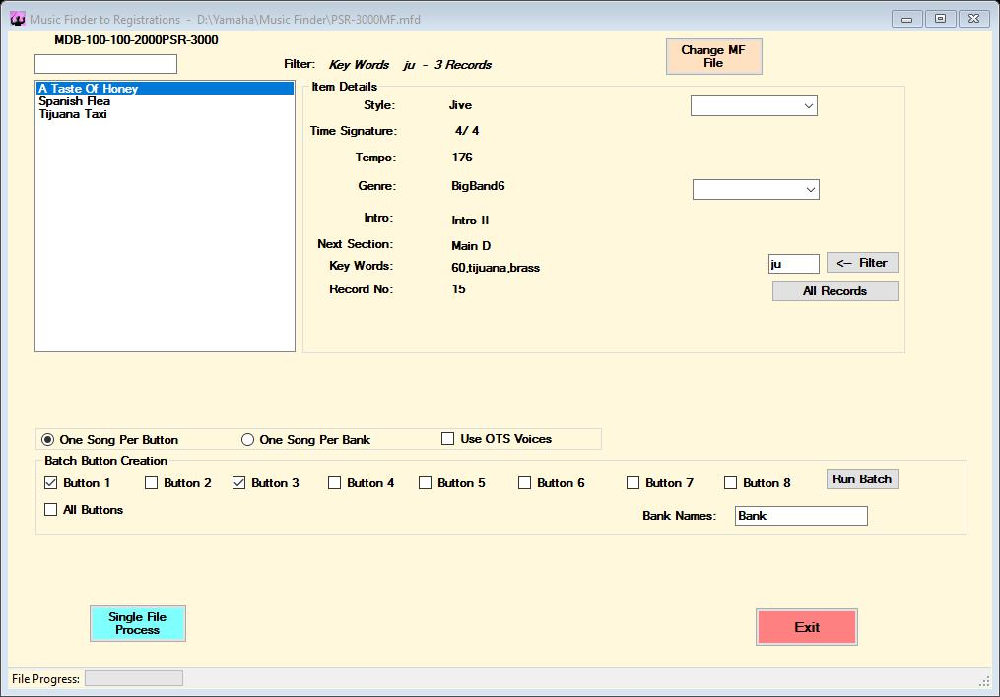 Music Finder to Registrations - D:\Yamaha\Music Finder\PSR-3000MF.mfd
MDB-100-100-2000PSR-3000
Filter: Key Words ju - 3 Records
Change MF
File
A Taste Of Honey
Spanish Flea
Tijuana Taxi
Item Details
Style: Jive
Time Signature: 4/ 4
Tempo: 176
Genre: BigBand6
Intro: Intro II
Next Section: Main D
Key Words: 60,tijuana,brass
ju <-- Filter
Record No: 15
All Records
One Song Per Button One Song Per Bank Use OTS Voices
Batch Button Creation
Button 1 Button 2 Button 3 Button 4 Button 5 Button 6 Button 7 Button 8 Run Batch
All Buttons
Bank Names: Bank
Single File
Process
Exit
File Progress: